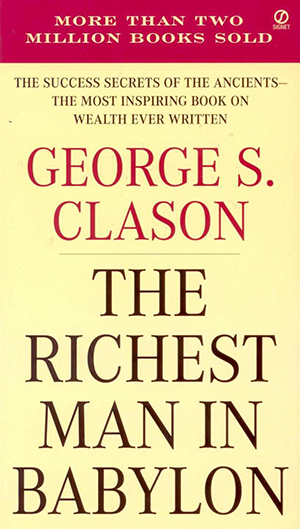 MORE THAN TWO
MILLION BOOKS SOLD
SIGNET
THE SUCCESS SECRETS OF THE ANCIENTS—
THE MOST INSPIRING BOOK ON
WEALTH EVER WRITTEN
GEORGE S.
CLASON
THE
RICHEST
MAN IN
BABYLON